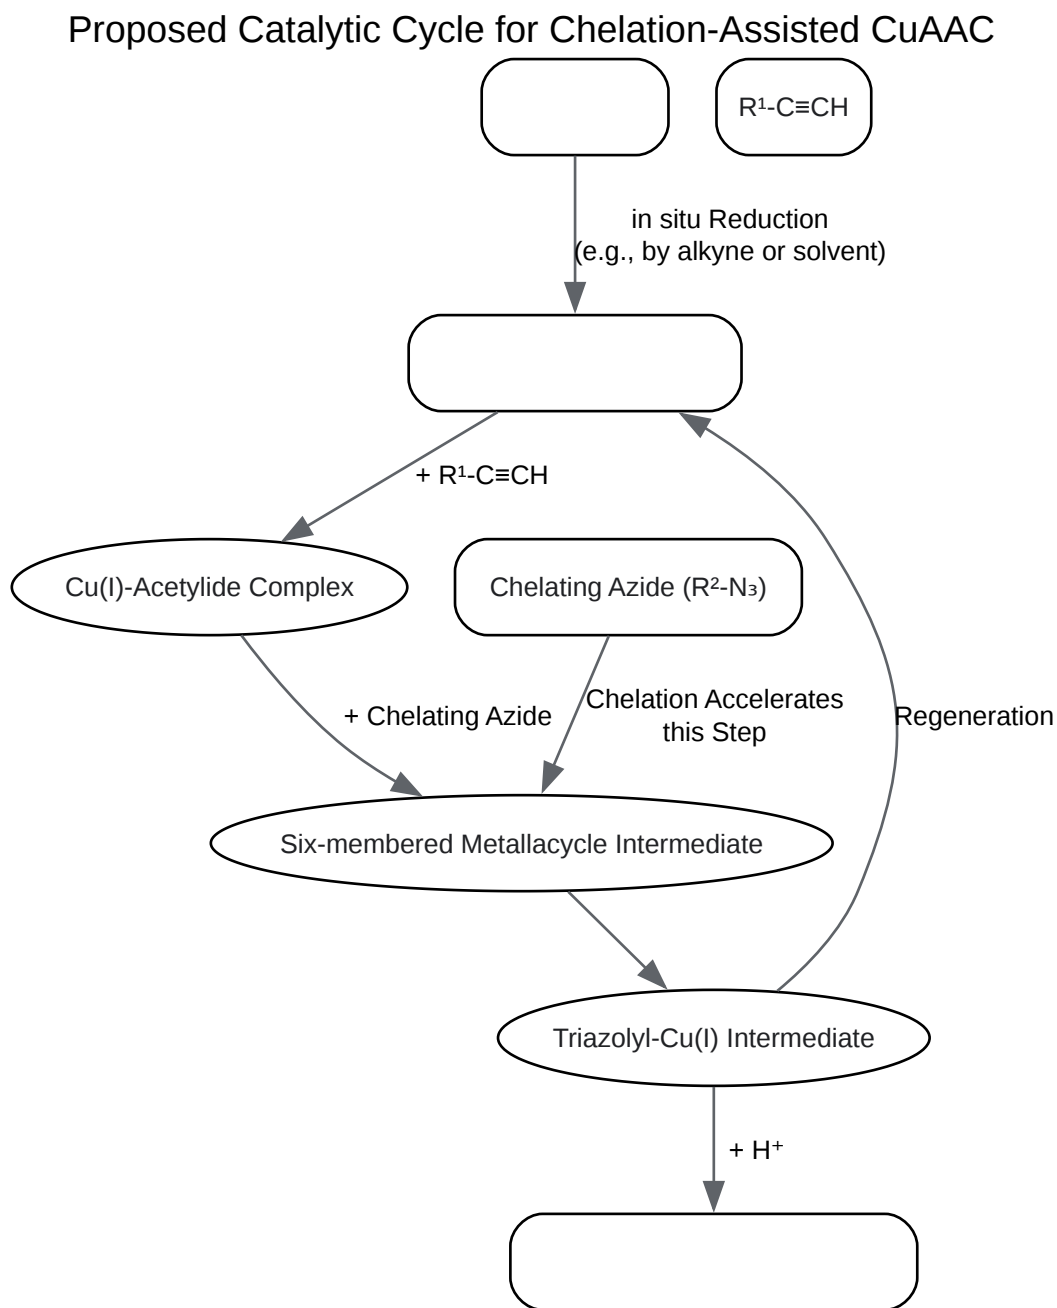 Proposed Catalytic Cycle for Chelation-Assisted CuAAC
R¹-C≡CH
in situ Reduction
(e.g., by alkyne or solvent)
+ R¹-C≡CH
Cu(I)-Acetylide Complex
Chelating Azide (R²-N₃)
+ Chelating Azide
Chelation Accelerates
this Step
Regeneration
Six-membered Metallacycle Intermediate
Triazolyl-Cu(I) Intermediate
+ H⁺